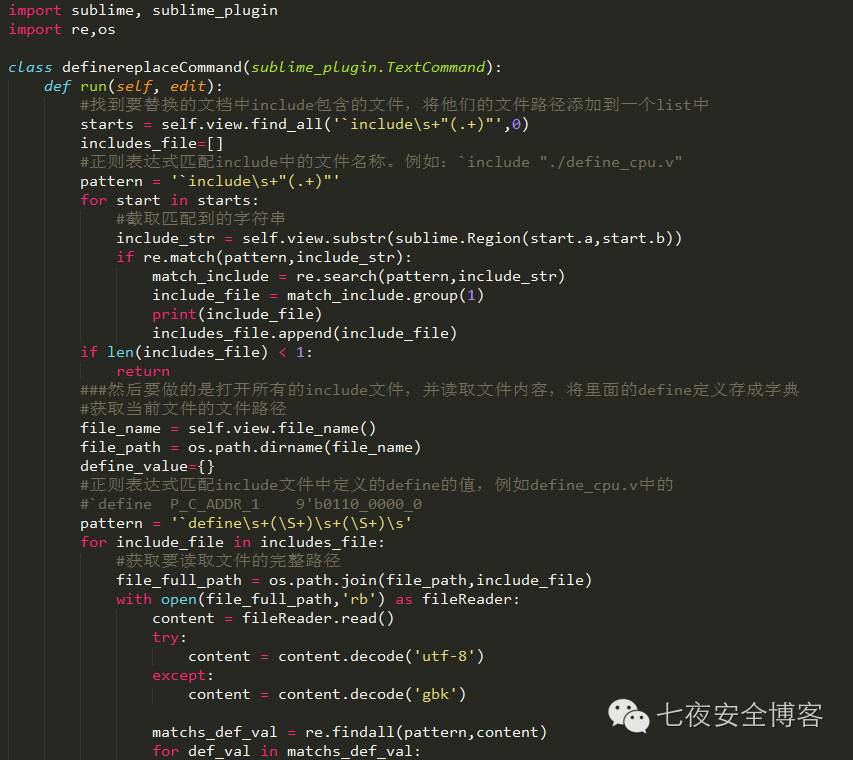 import sublime, sublime_plugin
import re,os
class definereplaceCommand(sublime_plugin.TextCommand):
    def run(self, edit):
        #找到要替换的文档中include包含的文件，将他们的文件路径添加到一个list中
        starts = self.view.find_all('`include\s+"(.+)"',0)
        includes_file=[]
        #正则表达式匹配include中的文件名称。例如：`include "./define_cpu.v"
        pattern = '`include\s+"(.+)"'
        for start in starts:
            #截取匹配到的字符串
            include_str = self.view.substr(sublime.Region(start.a,start.b))
            if re.match(pattern,include_str):
                match_include = re.search(pattern,include_str)
                include_file = match_include.group(1)
                print(include_file)
                includes_file.append(include_file)
        if len(includes_file) < 1:
            return
        ###然后要做的是打开所有的include文件，并读取文件内容，将里面的define定义存成字典
        #获取当前文件的文件路径
        file_name = self.view.file_name()
        file_path = os.path.dirname(file_name)
        define_value={}
        #正则表达式匹配include文件中定义的define的值，例如define_cpu.v中的
        #`define  P_C_ADDR_1    9'b0110_0000_0
        pattern = '`define\s+(\S+)\s+(\S+)\s'
        for include_file in includes_file:
            #获取要读取文件的完整路径
            file_full_path = os.path.join(file_path,include_file)
            with open(file_full_path,'rb') as fileReader:
                content = fileReader.read()
                try:
                    content = content.decode('utf-8')
                except:
                    content = content.decode('gbk')
                matchs_def_val = re.findall(pattern,content)
                for def_val in matchs_def_val:
七夜安全博客